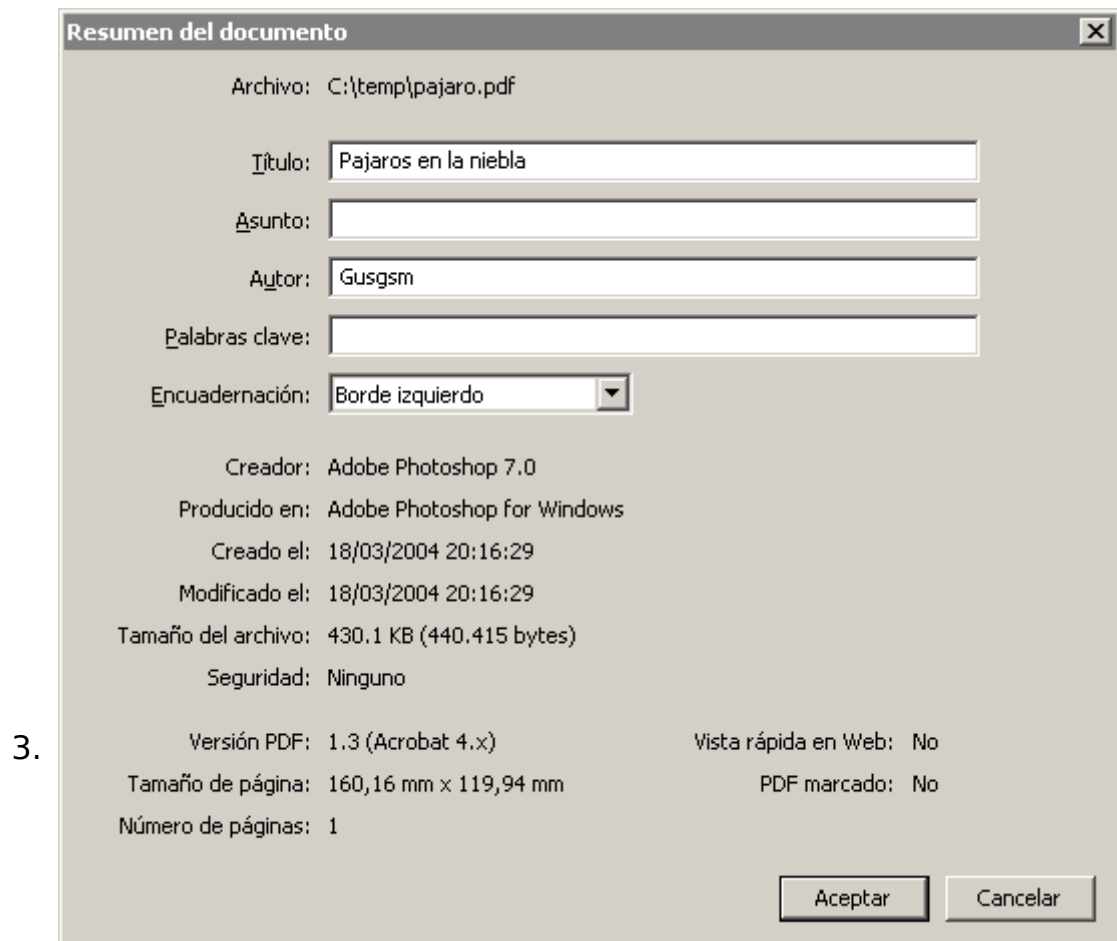 Resumen del documento
Archivo: C:\temp\pajaro.pdf
Título: Pajaros en la niebla
Asunto:
Autor: Gusgsm
Palabras clave:
Encuadernación: Borde izquierdo
Creador: Adobe Photoshop 7.0
Producido en: Adobe Photoshop for Windows
Creado el: 18/03/2004 20:16:29
Modificado el: 18/03/2004 20:16:29
Tamaño del archivo: 430.1 KB (440.415 bytes)
Seguridad: Ninguno
3.
Versión PDF: 1.3 (Acrobat 4.x) Vista rápida en Web: No
Tamaño de página: 160,16 mm x 119,94 mm PDF marcado: No
Número de páginas: 1
Aceptar Cancelar